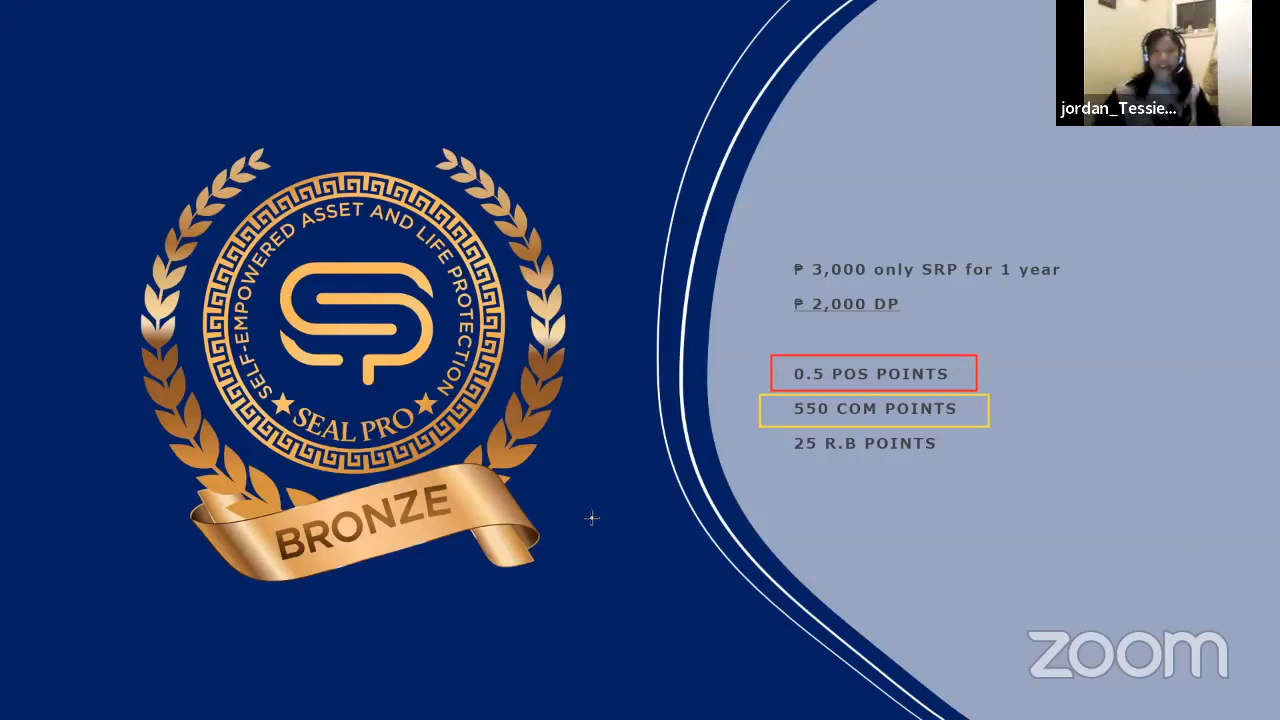 jordan_Tessie...
SELF-EMPOWERED ASSET AND LIFE PROTECTION
SP
SEAL PRO
BRONZE
₱ 3,000 only SRP for 1 year
₱ 2,000 DP
0.5 POS POINTS
550 COM POINTS
25 R.B POINTS
zoom